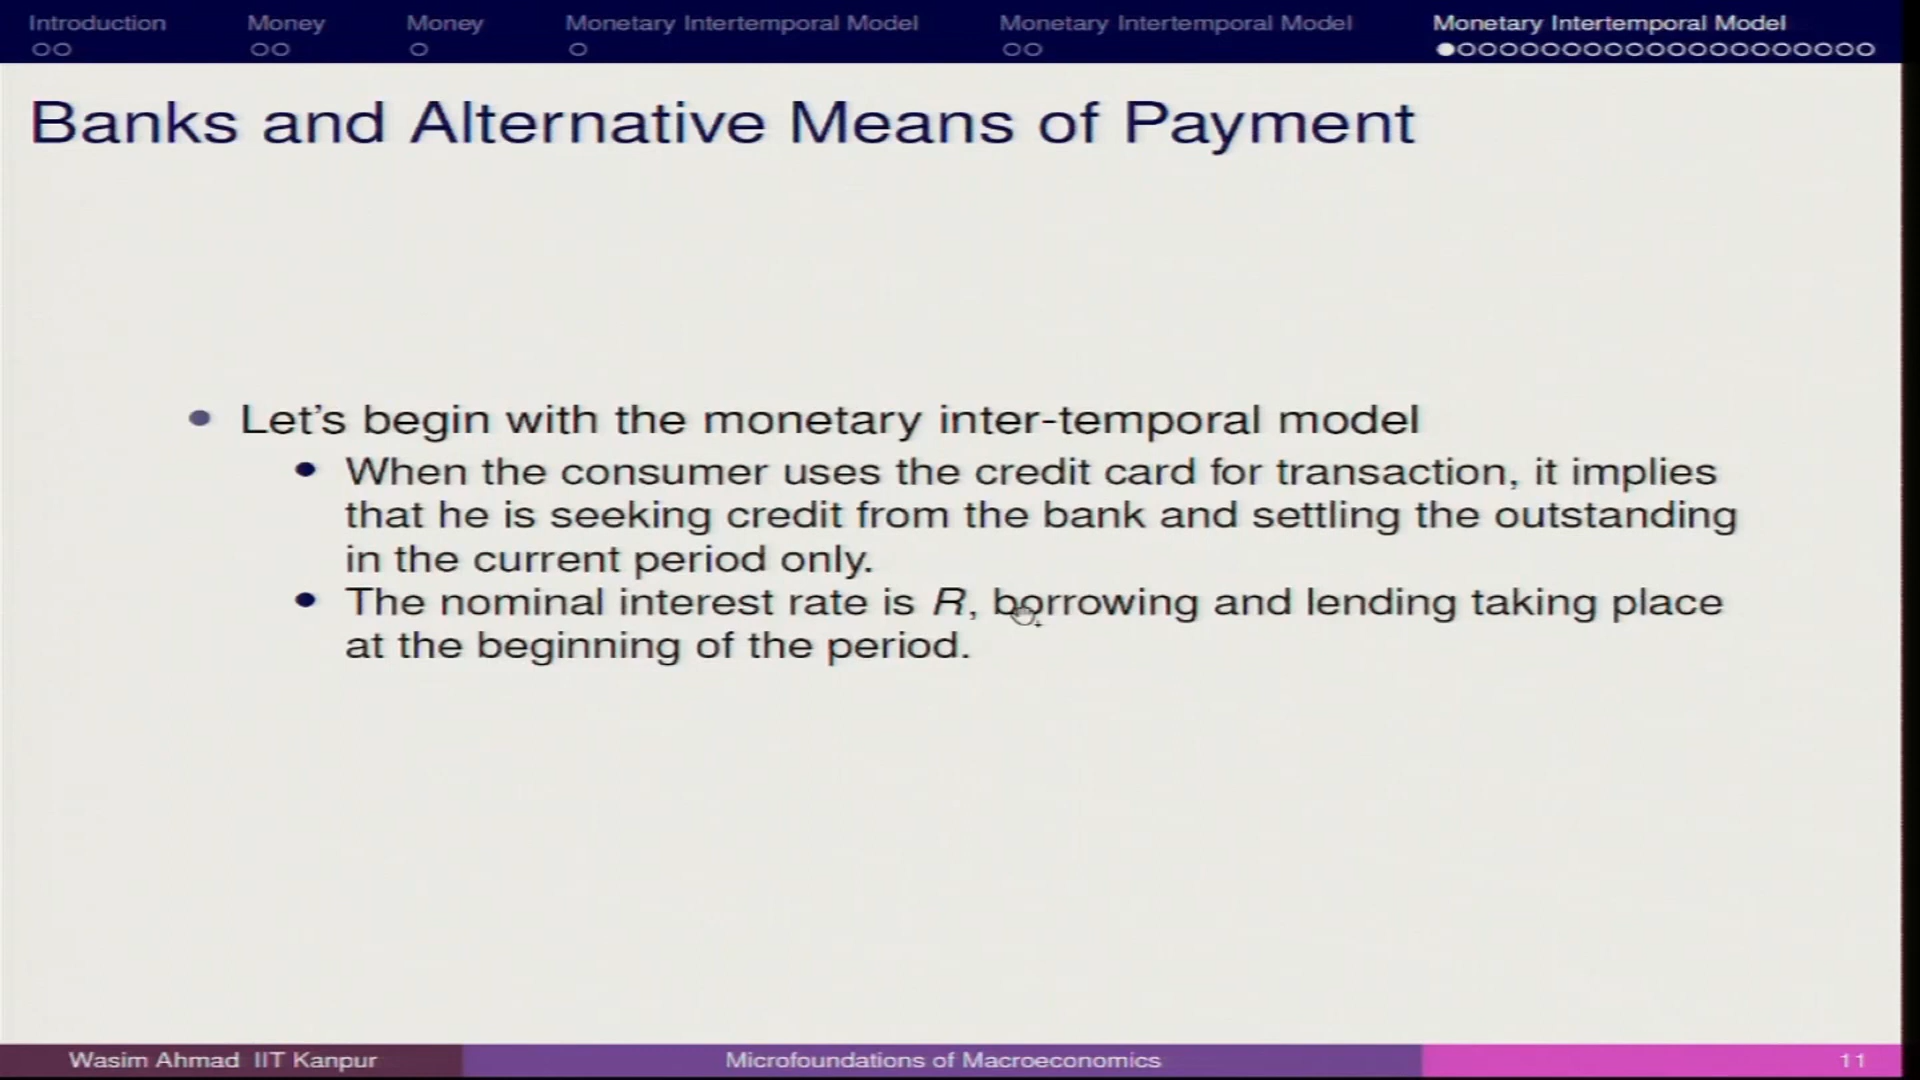 Introduction
Money
Money
Monetary Intertemporal Model
Monetary Intertemporal Model
Monetary Intertemporal Model
Banks and Alternative Means of Payment
Let's begin with the monetary inter-temporal model
When the consumer uses the credit card for transaction, it implies
that he is seeking credit from the bank and settling the outstanding
in the current period only.
The nominal interest rate is R, borrowing and lending taking place
at the beginning of the period.
Wasim Ahmad IIT Kanpur
Microfoundations of Macroeconomics
11